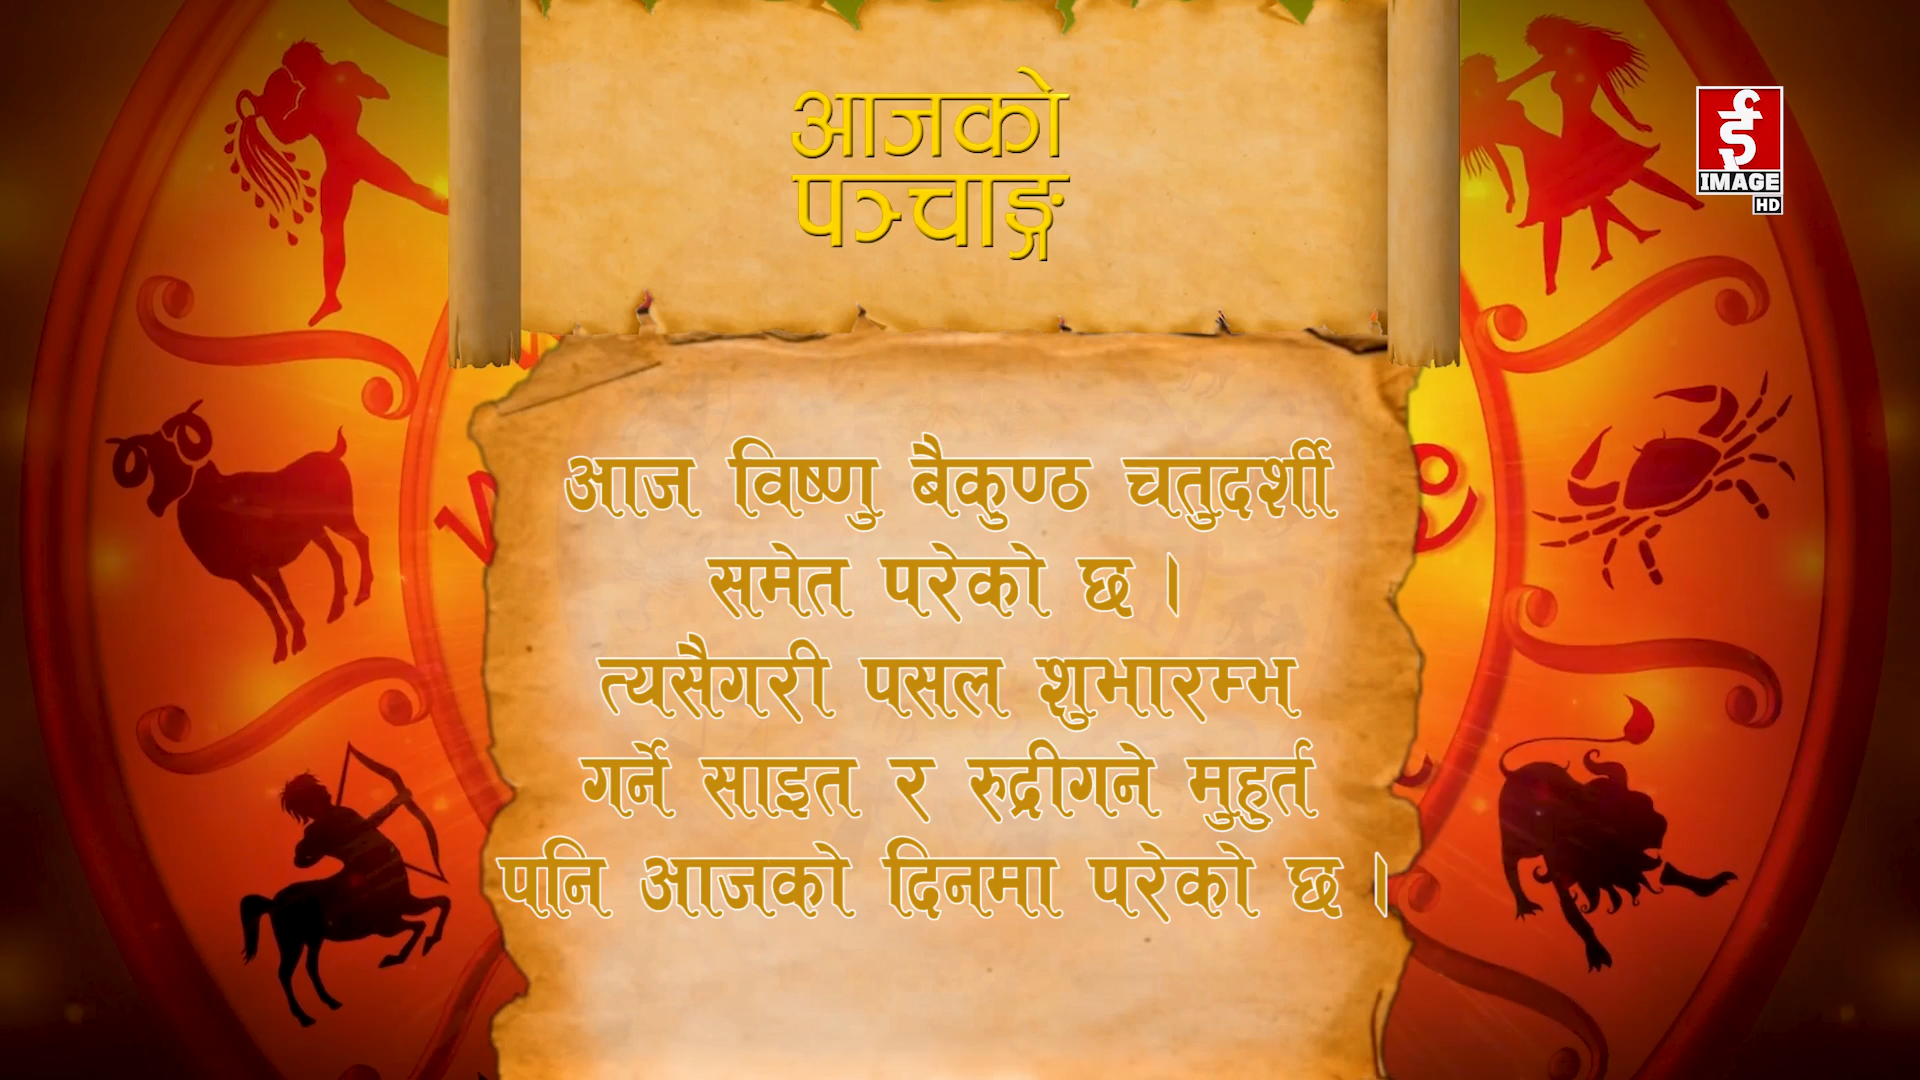 आजको
पञ्चाङ्ग
IMAGE
HD
आज विष्णु बैकुण्ठ चतुदर्शी
समेत परेको छ ।
त्यसैगरी पसल शुभारम्भ
गर्ने साइत र रुद्रीगने मुहुर्त
पनि आजको दिनमा परेको छ ।